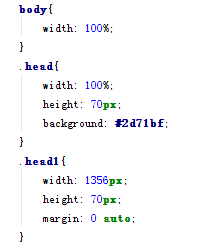 body{
width: 100%;
}
.head{
width: 100%;
height: 70px;
background: #2d71bf;
}
.head1{
width: 1356px;
height: 70px;
margin: 0 auto;
}